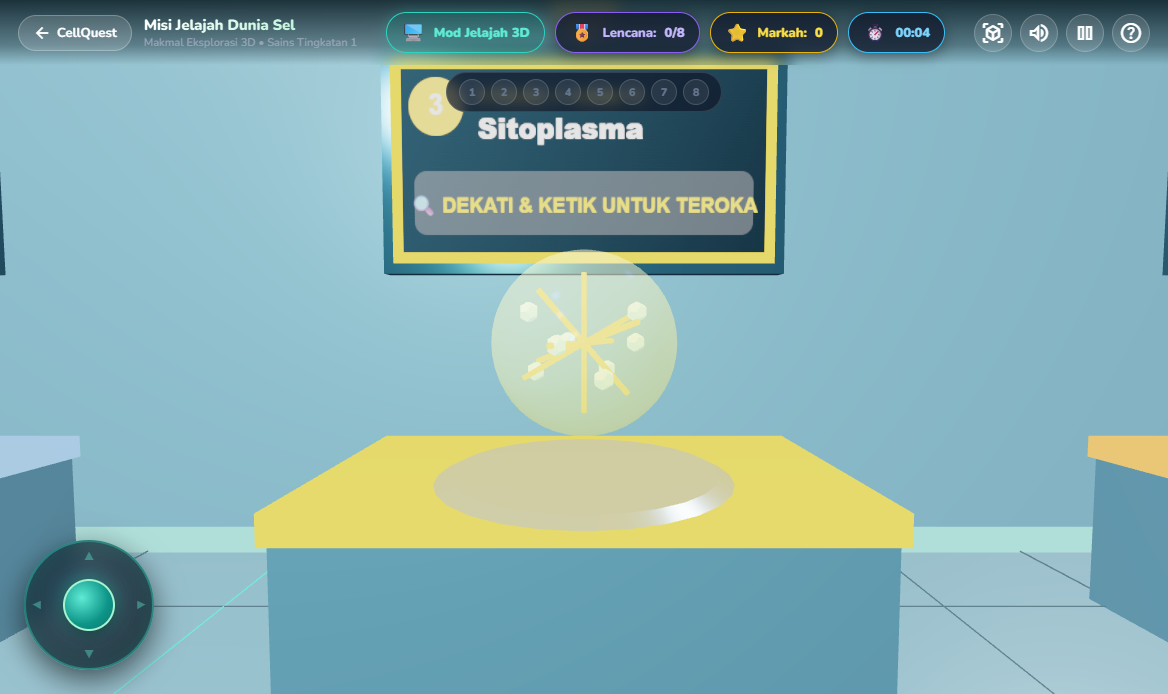 CellQuest
Misi Jelajah Dunia Sel
Makmal Eksplorasi 3D • Sains Tingkatan 1
Mod Jelajah 3D
Lencana: 0/8
Markah: 0
00:04
1 2 3 4 5 6 7 8
3
Sitoplasma
DEKATI & KETIK UNTUK TEROKA